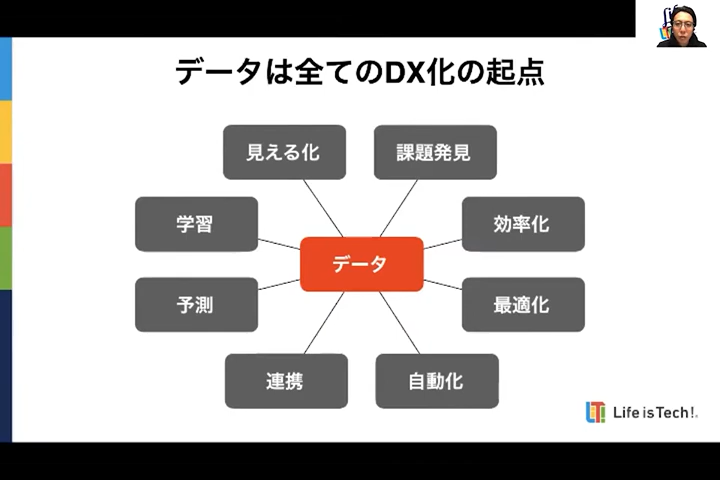 データは全てのDX化の起点
見える化
課題発見
学習
効率化
データ
予測
最適化
連携
自動化
Life is Tech!